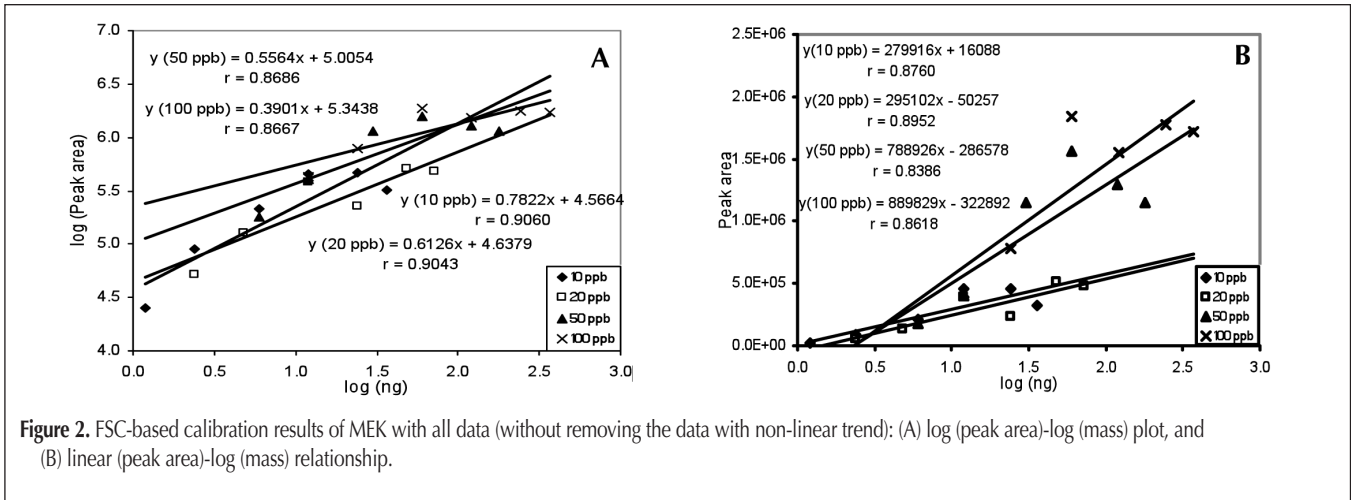 7.0
6.5
6.0
5.5
5.0
4.5
4.0
log (Peak area)
y (50 ppb) = 0.5564x + 5.0054
r = 0.8686
y (100 ppb) = 0.3901x + 5.3438
r = 0.8667
A
y (10 ppb) = 0.7822x + 4.5664
r = 0.9060
y (20 ppb) = 0.6126x + 4.6379
r = 0.9043
10 ppb
20 ppb
50 ppb
100 ppb
0.0 0.5 1.0 1.5 2.0 2.5 3.0
log (ng)
2.5E+06
2.0E+06
1.5E+06
1.0E+06
5.0E+05
0.0E+00
Peak area
y(10 ppb) = 279916x + 16088
r = 0.8760
y(20 ppb) = 295102x - 50257
r = 0.8952
y(50 ppb) = 788926x - 286578
r = 0.8386
y(100 ppb) = 889829x - 322892
r = 0.8618
B
10 ppb
20 ppb
50 ppb
100 ppb
0.0 0.5 1.0 1.5 2.0 2.5 3.0
log (ng)
Figure 2. FSC-based calibration results of MEK with all data (without removing the data with non-linear trend): (A) log (peak area)-log (mass) plot, and
(B) linear (peak area)-log (mass) relationship.